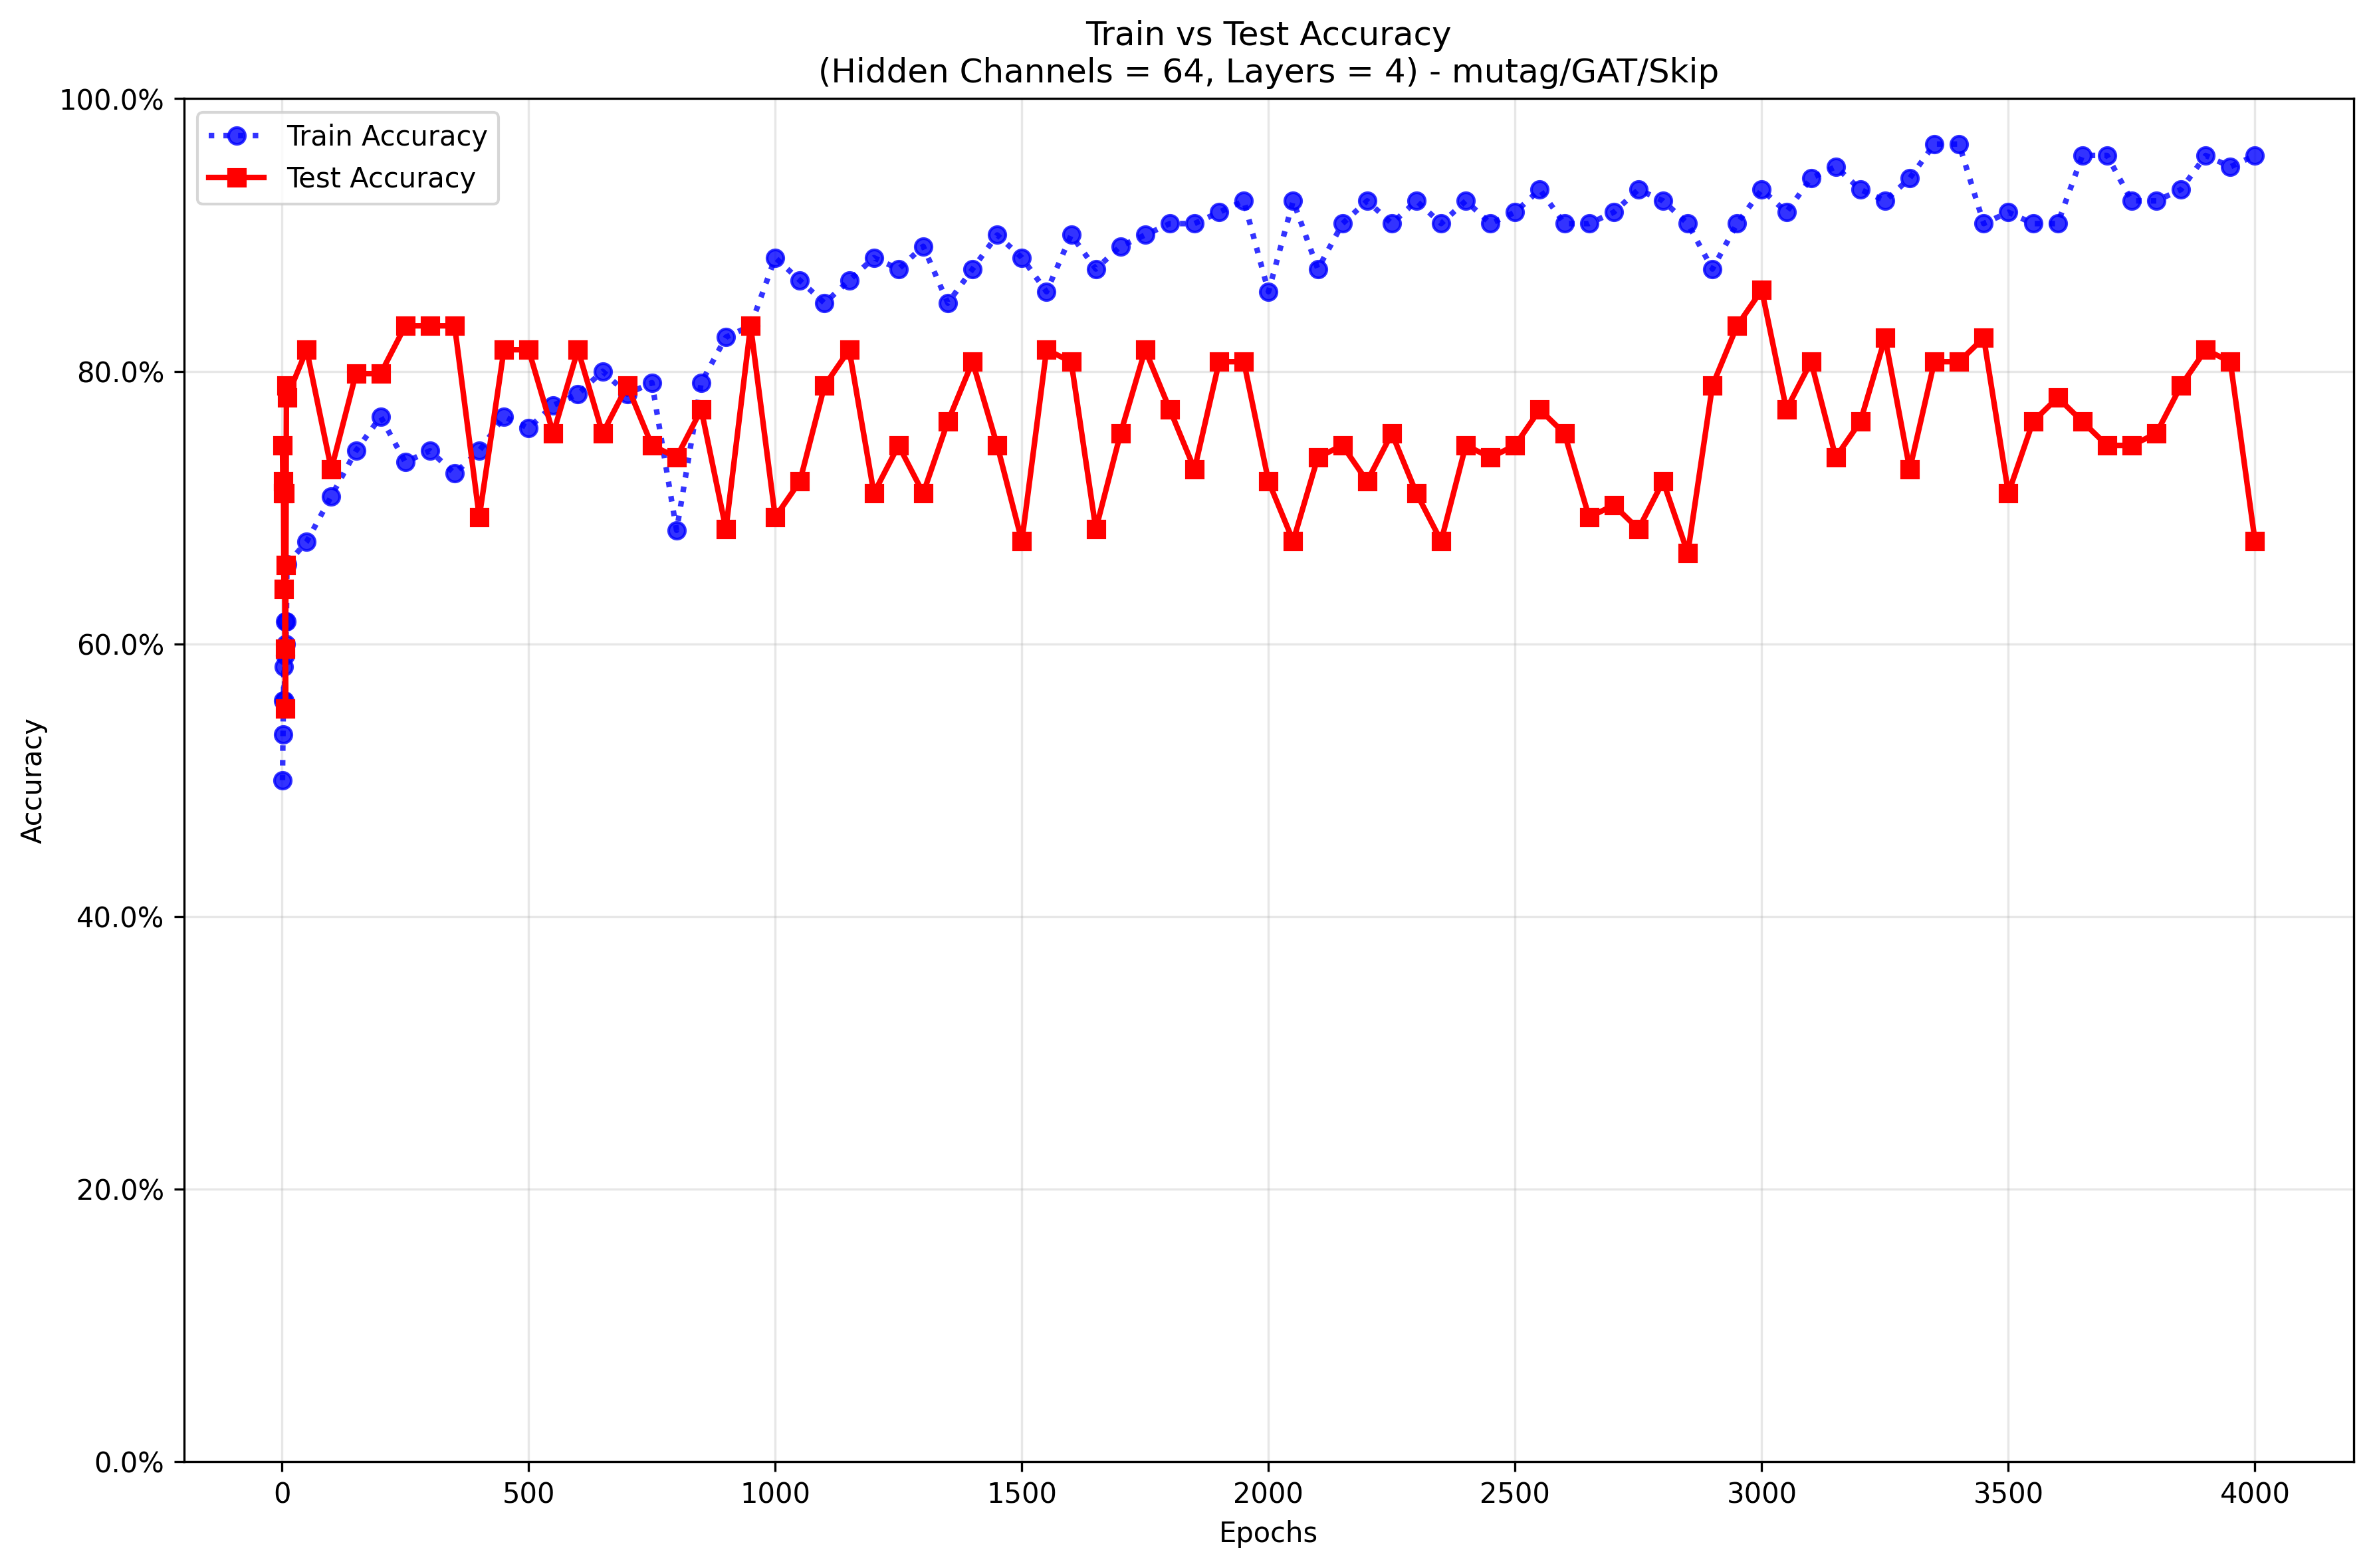 Train vs Test Accuracy
(Hidden Channels = 64, Layers = 4) - mutag/GAT/Skip
100.0%
80.0%
60.0%
40.0%
20.0%
0.0%
Accuracy
Train Accuracy
Test Accuracy
0
500
1000
1500
2000
2500
3000
3500
4000
Epochs